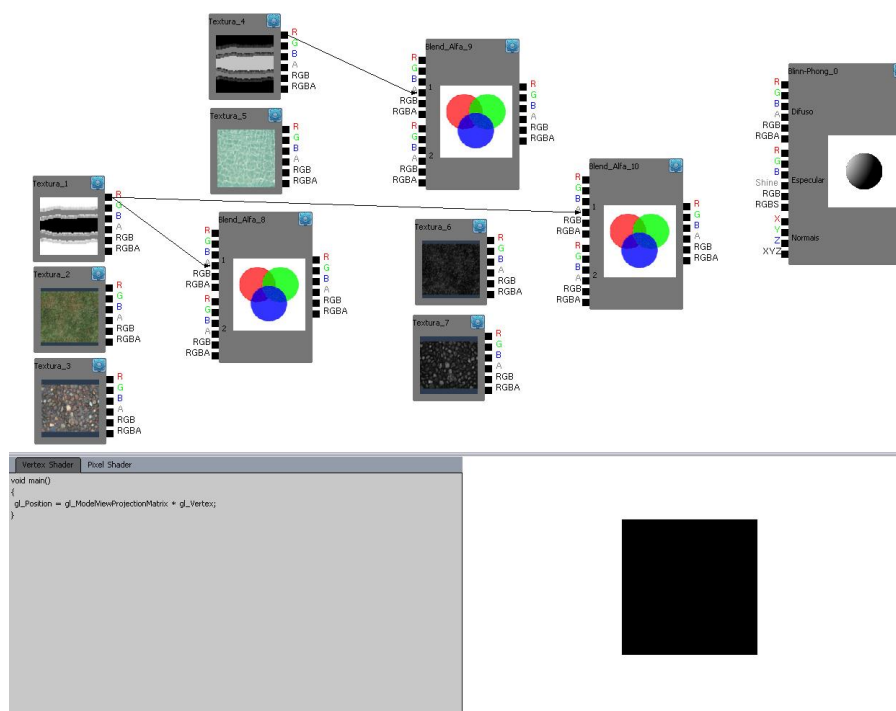 Textura_4
R
G
B
A
RGB
RGBA
Blend_Alfa_9
R
G
B
A
RGB
RGBA
R
G
B
A
RGB
RGBA
1
2
R
G
B
A
RGB
RGBA
Blinn-Phong_0
R
G
B
A
RGB
RGBA
Difuso
R
G
B
Shine
RGB
RGBS
Especular
X
Y
Z
XYZ
Normais
Textura_5
R
G
B
A
RGB
RGBA
Blend_Alfa_10
R
G
B
A
RGB
RGBA
R
G
B
A
RGB
RGBA
1
2
R
G
B
A
RGB
RGBA
Textura_1
R
G
B
A
RGB
RGBA
Blend_Alfa_8
R
G
B
A
RGB
RGBA
R
G
B
A
RGB
RGBA
1
2
R
G
B
A
RGB
RGBA
Textura_6
R
G
B
A
RGB
RGBA
Textura_2
R
G
B
A
RGB
RGBA
Textura_7
R
G
B
A
RGB
RGBA
Textura_3
R
G
B
A
RGB
RGBA
Vertex Shader Pixel Shader
void main()
{
gl_Position = gl_ModelViewProjectionMatrix * gl_Vertex;
}